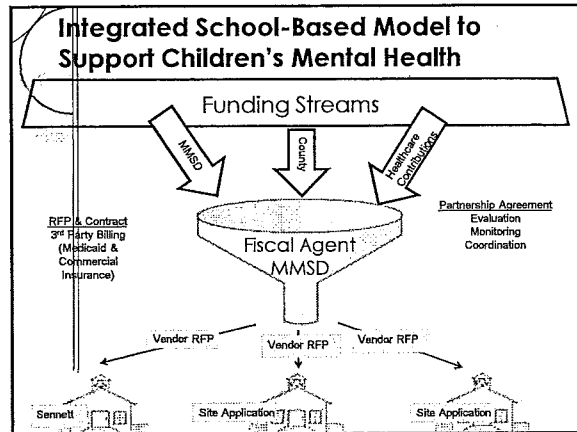 Integrated School-Based Model to
Support Children's Mental Health
Funding Streams
MMSD
County
Healthcare
Contributions
RFP & Contract
3rd Party Billing
(Medicaid &
Commercial
Insurance)
Partnership Agreement
Evaluation
Monitoring
Coordination
Fiscal Agent
MMSD
Vendor RFP
Vendor RFP
Vendor RFP
Sennett
Site Application
Site Application